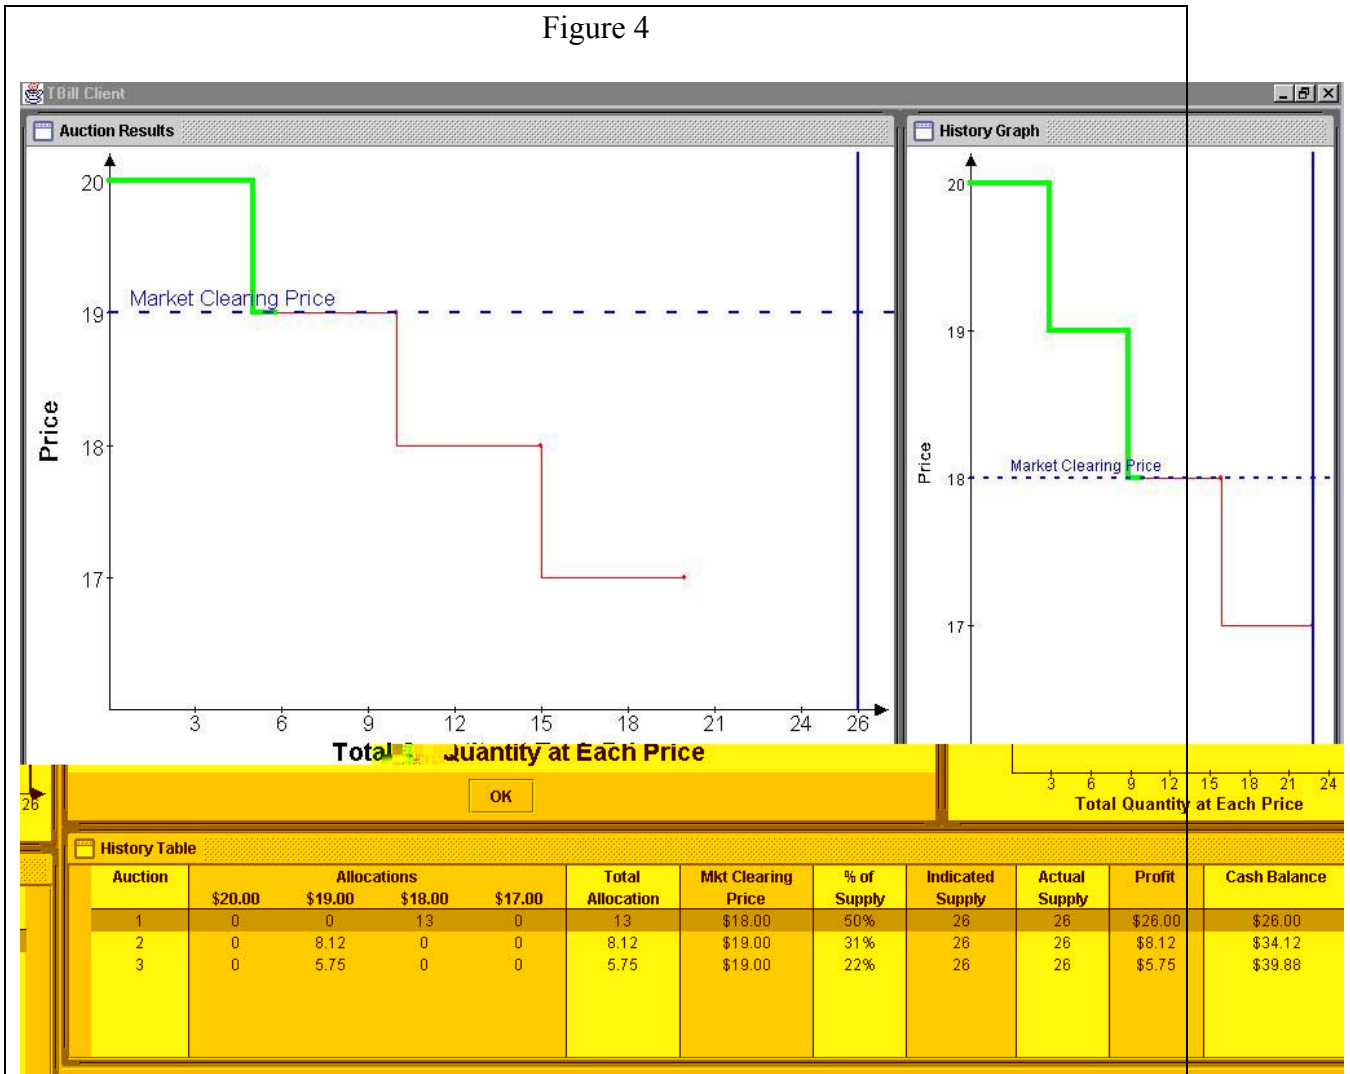 Figure 4
TBill Client
Auction Results
20
19
18
17
Market Clearing Price
Price
3 6 9 12 15 18 21 24 26
Quantity at Each Price
History Graph
20
19
18
17
Market Clearing Price
Price
3 6 9 12 15 18 21 24
Total Quantity at Each Price
26
OK
History Table
Auction Allocations Total Mkt Clearing % of Indicated Actual Profit Cash Balance
$20.00 $19.00 $18.00 $17.00 Allocation Price Supply Supply Supply
1 0 0 13 0 13 $18.00 50% 26 26 $26.00 $26.00
2 0 8.12 0 0 8.12 $19.00 31% 26 26 $8.12 $34.12
3 0 5.75 0 0 5.75 $19.00 22% 26 26 $5.75 $39.88